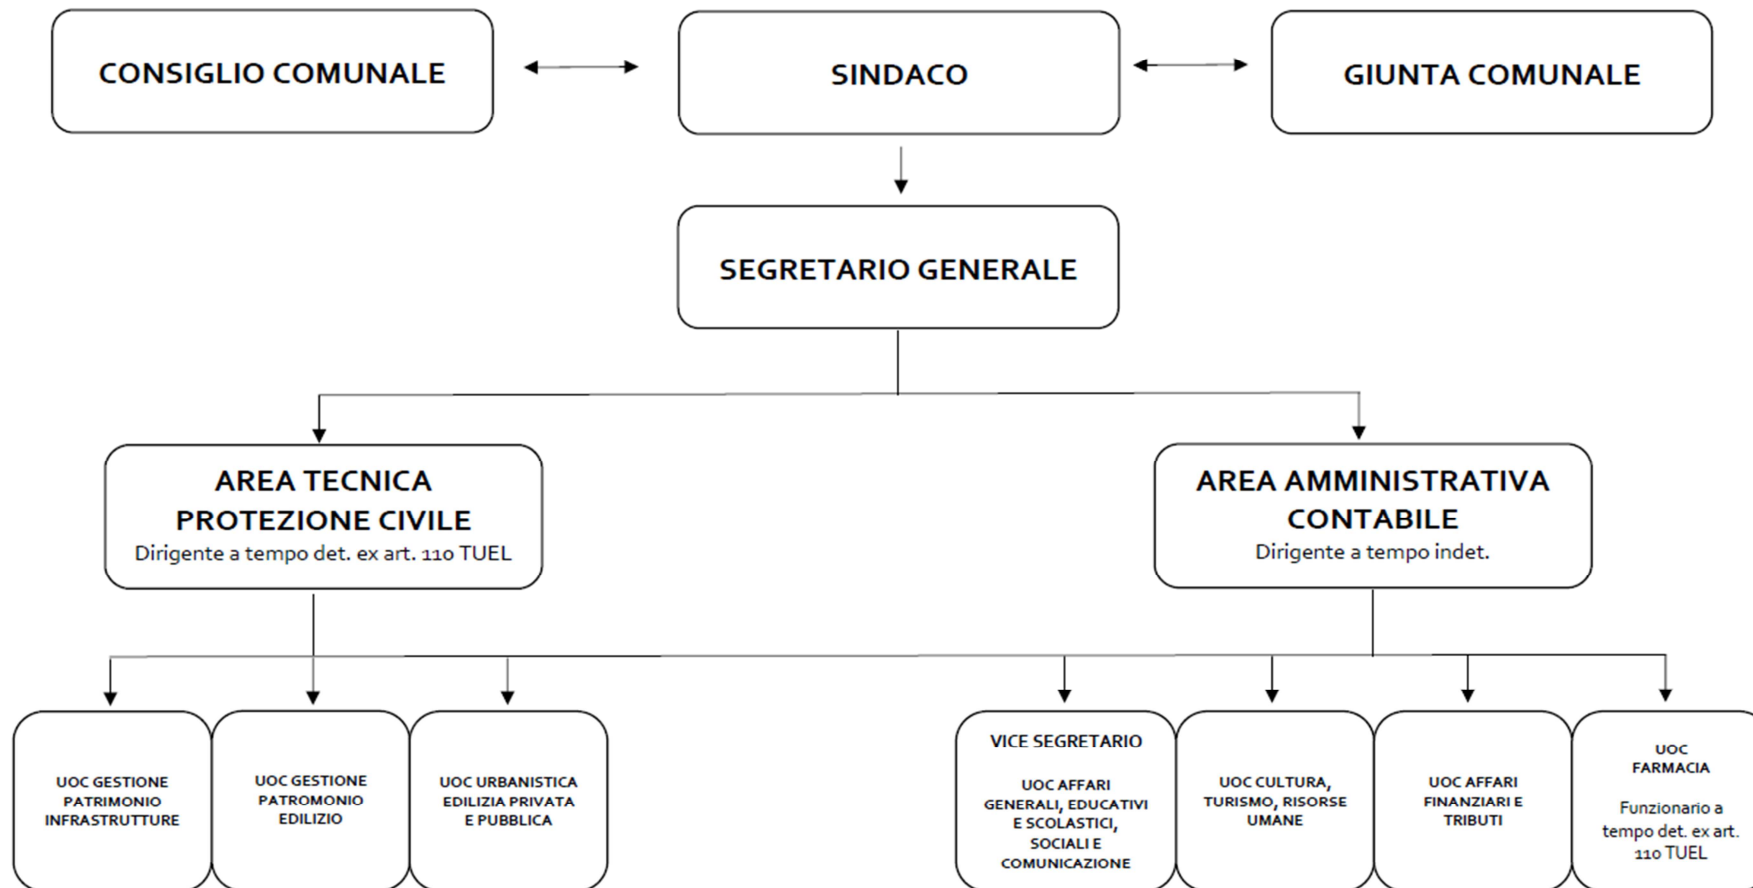 CONSIGLIO COMUNALE
SINDACO
GIUNTA COMUNALE
SEGRETARIO GENERALE
AREA TECNICA
PROTEZIONE CIVILE
Dirigente a tempo det. ex art. 110 TUEL
AREA AMMINISTRATIVA
CONTABILE
Dirigente a tempo indet.
UOC GESTIONE
PATRIMONIO
INFRASTRUTTURE
UOC GESTIONE
PATROMONIO
EDILIZIO
UOC URBANISTICA
EDILIZIA PRIVATA
E PUBBLICA
VICE SEGRETARIO
UOC AFFARI
GENERALI, EDUCATIVI
E SCOLASTICI,
SOCIALI E
COMUNICAZIONE
UOC CULTURA,
TURISMO, RISORSE
UMANE
UOC AFFARI
FINANZIARI E
TRIBUTI
UOC
FARMACIA
Funzionario a
tempo det. ex art.
110 TUEL